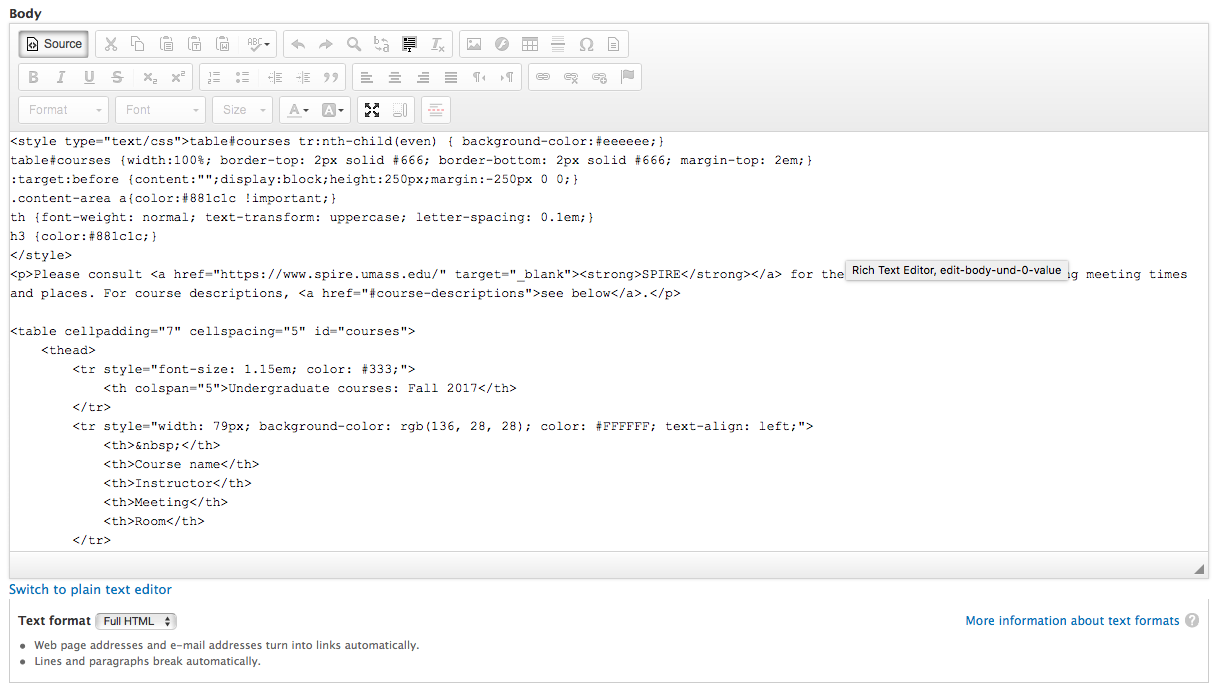 Body
Source ABC
B I U S x₂ x² 1 2 ”
Format Font Size A A
<style type="text/css">table#courses tr:nth-child(even) { background-color:#eeeeee;}
table#courses {width:100%; border-top: 2px solid #666; border-bottom: 2px solid #666; margin-top: 2em;}
:target:before {content:"";display:block;height:250px;margin:-250px 0 0;}
.content-area a{color:#881c1c !important;}
th {font-weight: normal; text-transform: uppercase; letter-spacing: 0.1em;}
h3 {color:#881c1c;}
</style>
<p>Please consult <a href="https://www.spire.umass.edu/" target="_blank"><strong>SPIRE</strong></a> for the Rich Text Editor, edit-body-und-0-value meeting times
and places. For course descriptions, <a href="#course-descriptions">see below</a>.</p>
<table cellpadding="7" cellspacing="5" id="courses">
<thead>
<tr style="font-size: 1.15em; color: #333;">
<th colspan="5">Undergraduate courses: Fall 2017</th>
</tr>
<tr style="width: 79px; background-color: rgb(136, 28, 28); color: #FFFFFF; text-align: left;">
<th>&nbsp;</th>
<th>Course name</th>
<th>Instructor</th>
<th>Meeting</th>
<th>Room</th>
</tr>
Switch to plain text editor
Text format Full HTML More information about text formats ?
• Web page addresses and e-mail addresses turn into links automatically.
• Lines and paragraphs break automatically.